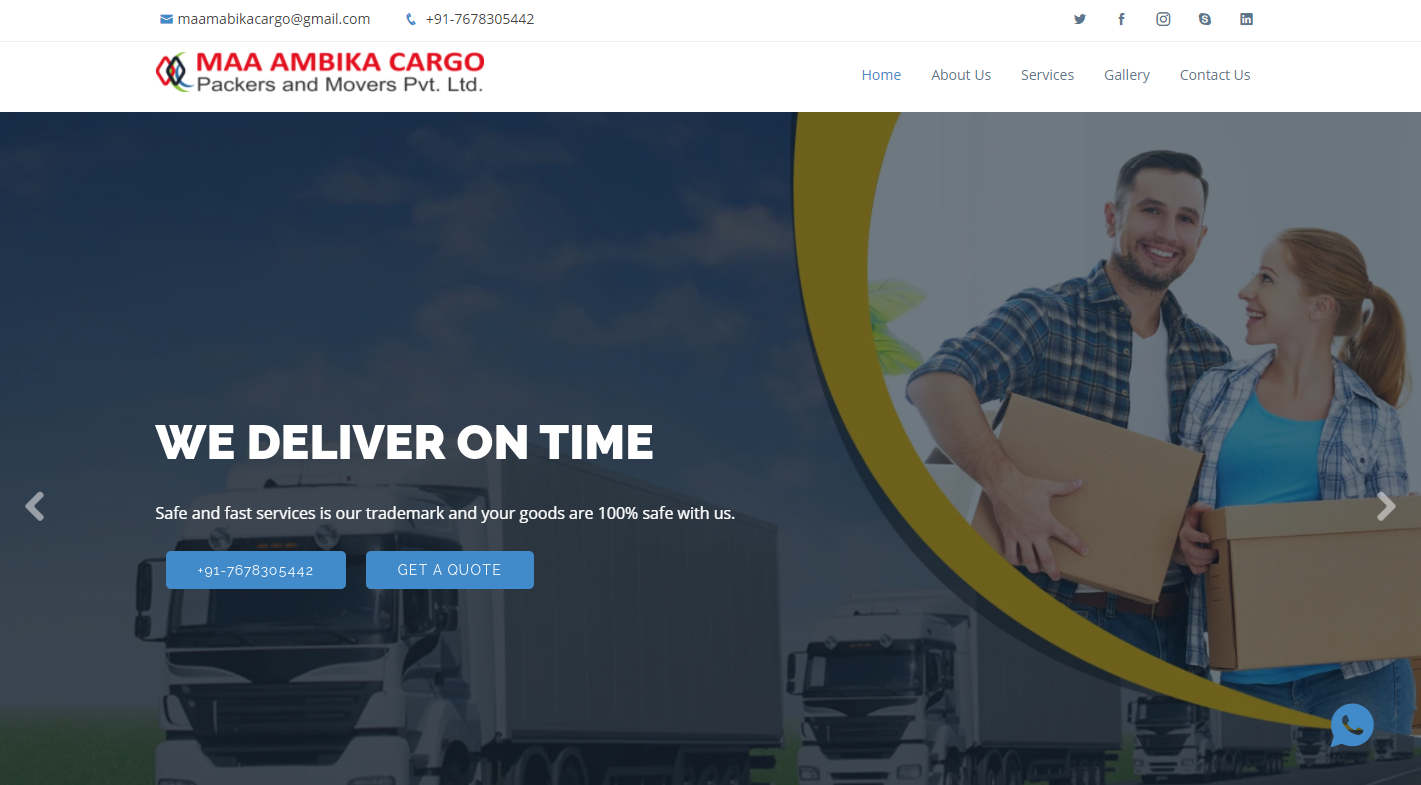 maamabikacargo@gmail.com +91-7678305442
MAA AMBIKA CARGO
Packers and Movers Pvt. Ltd.
Home About Us Services Gallery Contact Us
WE DELIVER ON TIME
Safe and fast services is our trademark and your goods are 100% safe with us.
+91-7678305442 GET A QUOTE